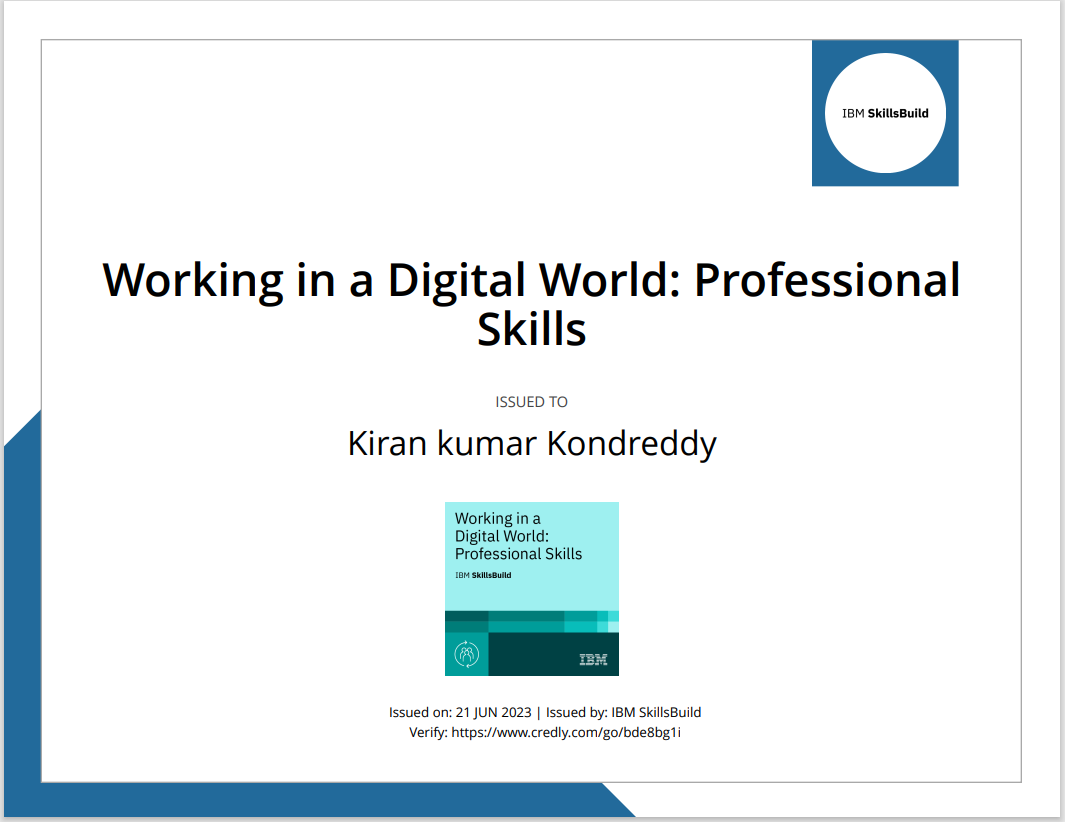 IBM SkillsBuild
Working in a Digital World: Professional
Skills
ISSUED TO
Kiran kumar Kondreddy
Working in a
Digital World:
Professional Skills
IBM SkillsBuild
IBM
Issued on: 21 JUN 2023 | Issued by: IBM SkillsBuild
Verify: https://www.credly.com/go/bde8bg1i